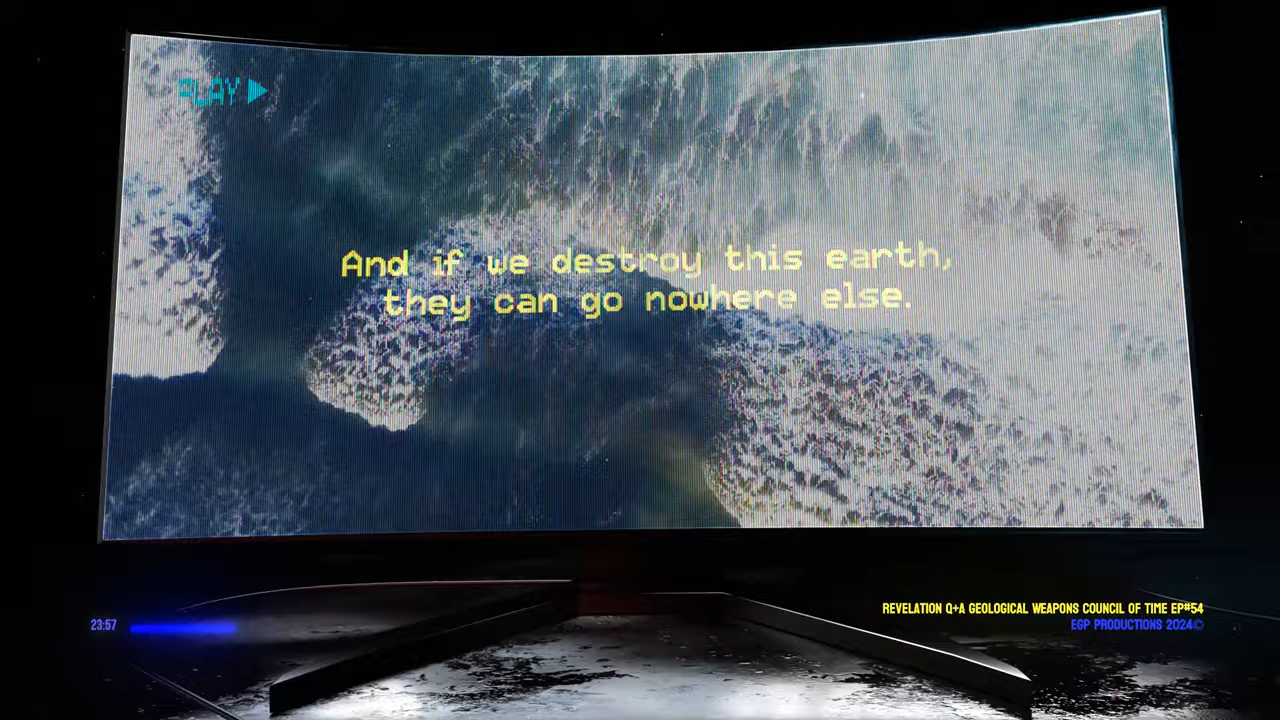 PLAY
And if we destroy this earth,
they can go nowhere else.
23:57
REVELATION Q+A GEOLOGICAL WEAPONS COUNCIL OF TIME EP#54
EGP PRODUCTIONS 2024©